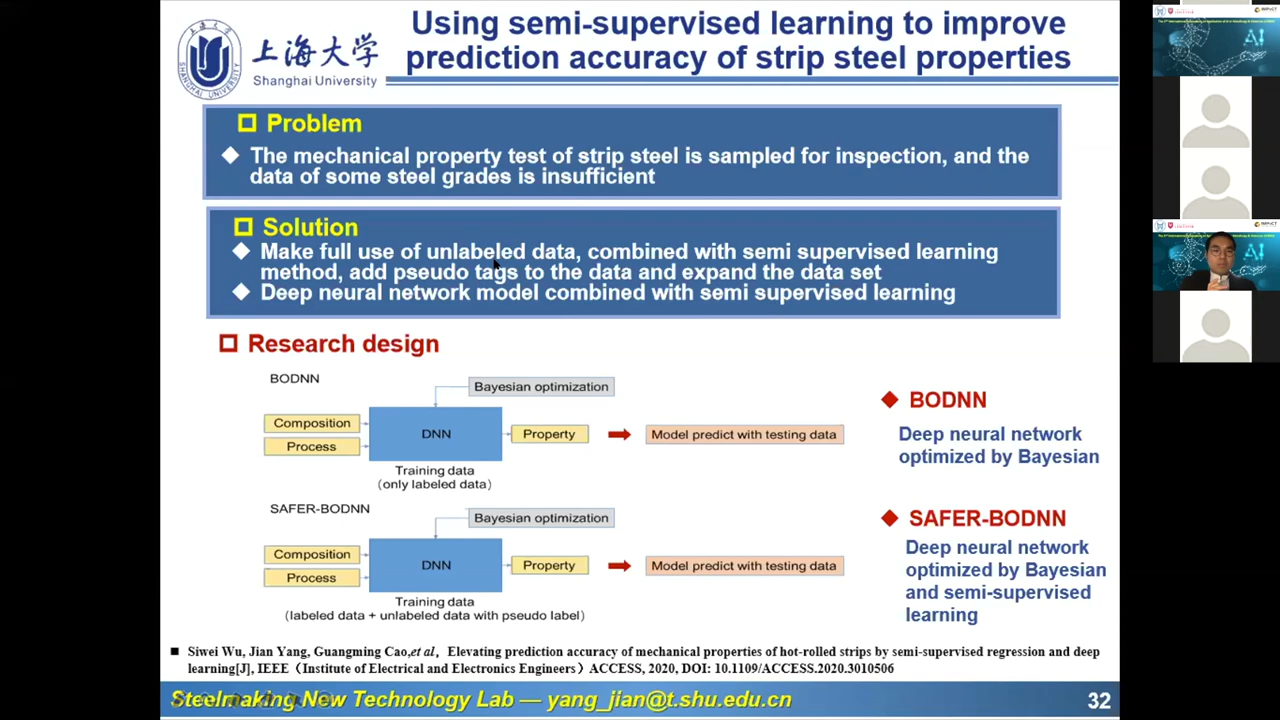 Using semi-supervised learning to improve
prediction accuracy of strip steel properties
上海大学
Shanghai University
SHANGHAI UNIVERSITY
Problem
The mechanical property test of strip steel is sampled for inspection, and the
data of some steel grades is insufficient
Solution
Make full use of unlabeled data, combined with semi supervised learning
method, add pseudo tags to the data and expand the data set
Deep neural network model combined with semi supervised learning
Research design
BODNN
Bayesian optimization
Composition
Process
DNN
Property
Model predict with testing data
Training data
(only labeled data)
SAFER-BODNN
Bayesian optimization
Composition
Process
DNN
Property
Model predict with testing data
Training data
(labeled data + unlabeled data with pseudo label)
BODNN
Deep neural network
optimized by Bayesian
SAFER-BODNN
Deep neural network
optimized by Bayesian
and semi-supervised
learning
Siwei Wu, Jian Yang, Guangming Cao,et al，Elevating prediction accuracy of mechanical properties of hot-rolled strips by semi-supervised regression and deep
learning[J], IEEE（Institute of Electrical and Electronics Engineers）ACCESS, 2020, DOI: 10.1109/ACCESS.2020.3010506
Steelmaking New Technology Lab — yang_jian@t.shu.edu.cn
32
AI
AI